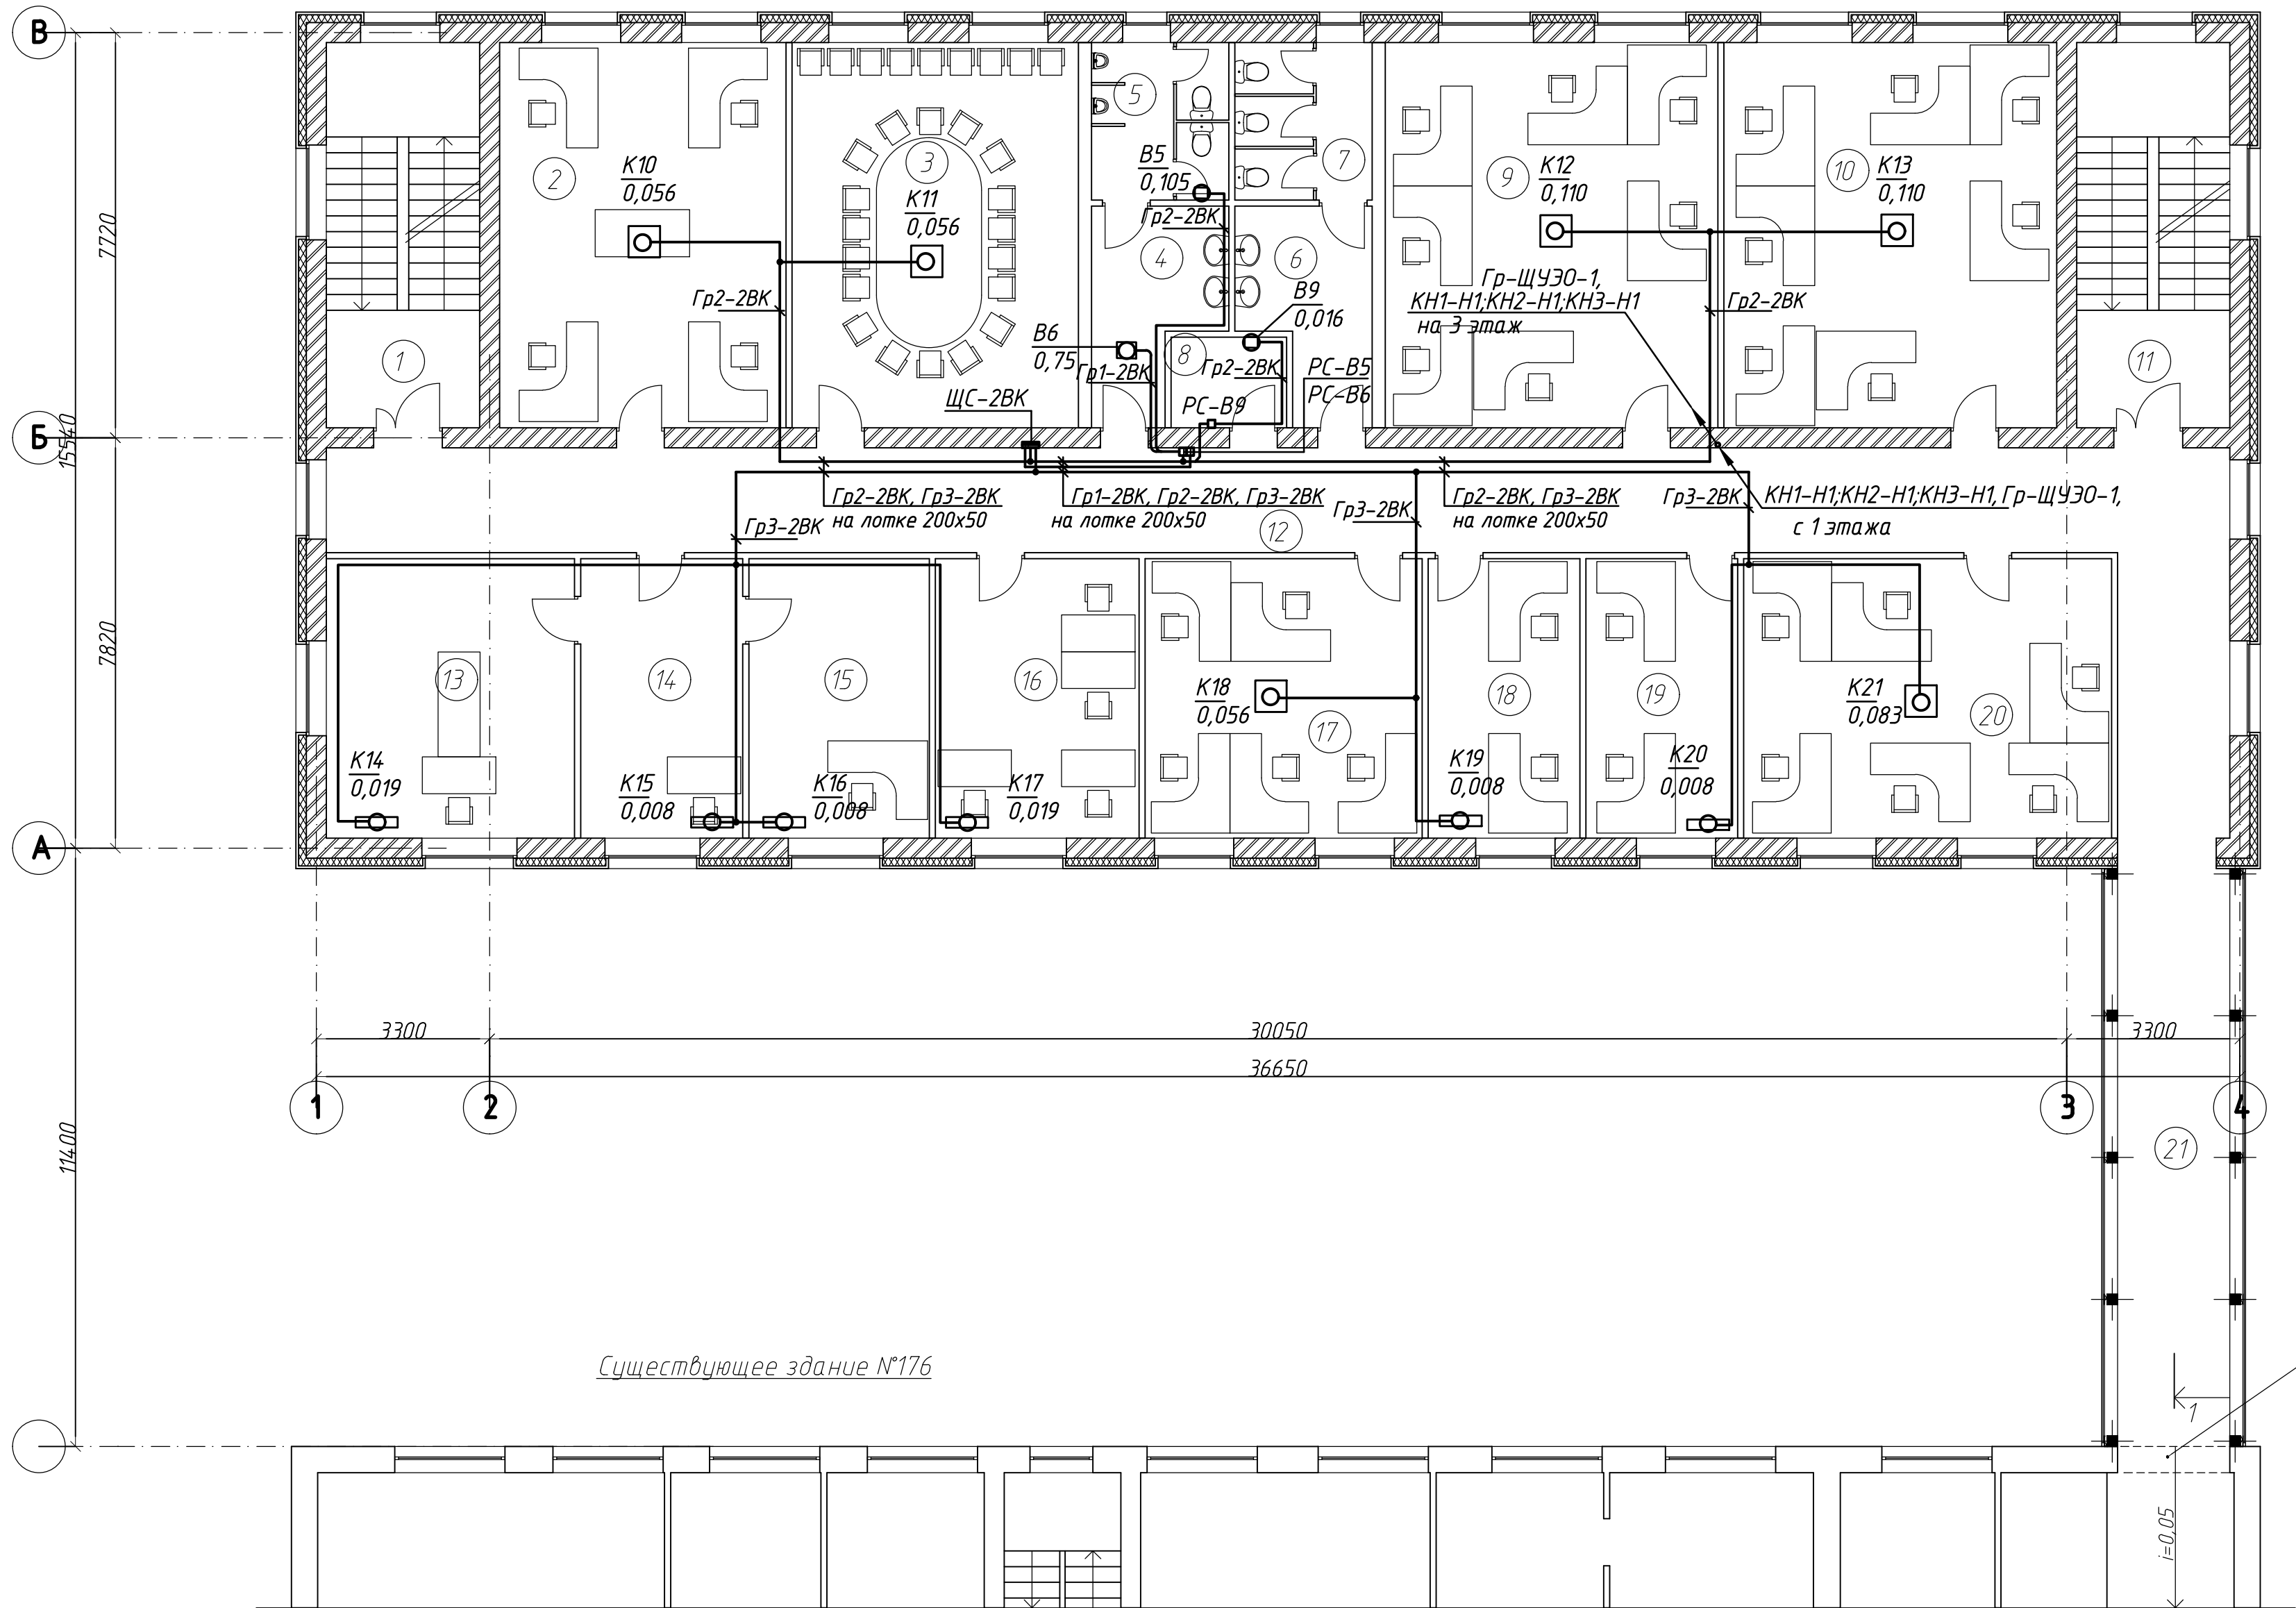 В
К10
0,056
2
3
К11
0,056
5
В5
0,105
7
9
К12
0,110
10
К13
0,110
7720
Гр2-2ВК
4
6
Гр2-2ВК
В9
0,016
Гр-ЩУЭО-1,
КН1-Н1;КН2-Н1;КН3-Н1
на 3 этаж
Гр2-2ВК
1
В6
0,75
Гр1-2ВК
8
Гр2-2ВК
РС-В5
РС-В6
11
ЩС-2ВК
РС-В9
Б
15540
Гр2-2ВК, Гр3-2ВК
на лотке 200х50
Гр1-2ВК, Гр2-2ВК, Гр3-2ВК
на лотке 200х50
Гр3-2ВК
Гр2-2ВК, Гр3-2ВК
на лотке 200х50
Гр3-2ВК
КН1-Н1;КН2-Н1;КН3-Н1, Гр-ЩУЭО-1,
с 1 этажа
Гр3-2ВК
12
7820
13
14
15
16
К18
0,056
17
18
19
К21
0,083
20
К14
0,019
К15
0,008
К16
0,008
К17
0,019
К19
0,008
К20
0,008
А
3300
30050
3300
36650
1
2
3
4
11400
21
Существующее здание №176
1
i=0,05